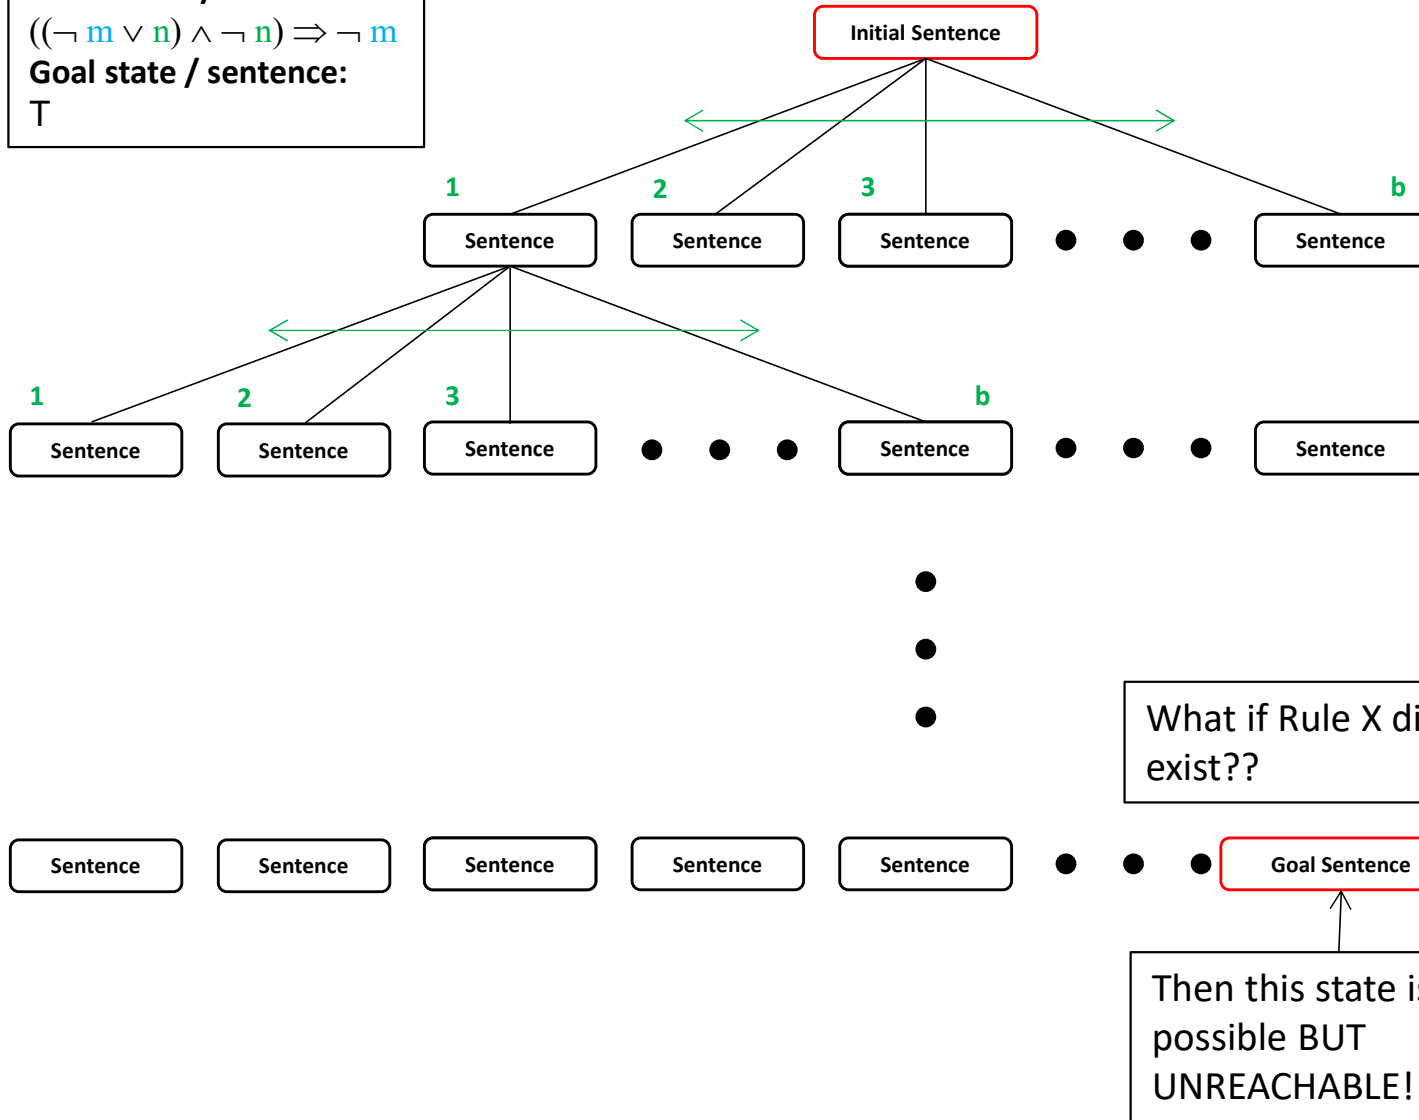 ((¬ m ∨ n) ∧ ¬ n) ⇒ ¬ m
Goal state / sentence:
T
Initial Sentence
1 2 3 b
Sentence Sentence Sentence Sentence
1 2 3 b
Sentence Sentence Sentence Sentence Sentence
What if Rule X
exist??
Sentence Sentence Sentence Sentence Sentence Goal Sentence
Then this state
possible BUT
UNREACHABLE!